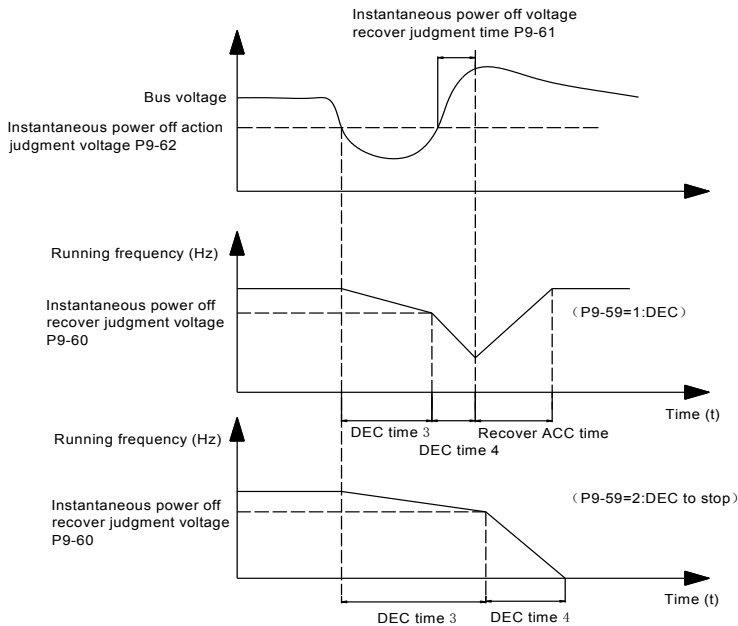 Instantaneous power off voltage
recover judgment time P9-61
Bus voltage
Instantaneous power off action
judgment voltage P9-62
Running frequency (Hz)
Instantaneous power off
recover judgment voltage
P9-60
（P9-59=1:DEC）
Time (t)
DEC time 3
Recover ACC time
DEC time 4
Running frequency (Hz)
Instantaneous power off
recover judgment voltage
P9-60
（P9-59=2:DEC to stop）
Time (t)
DEC time 3
DEC time 4